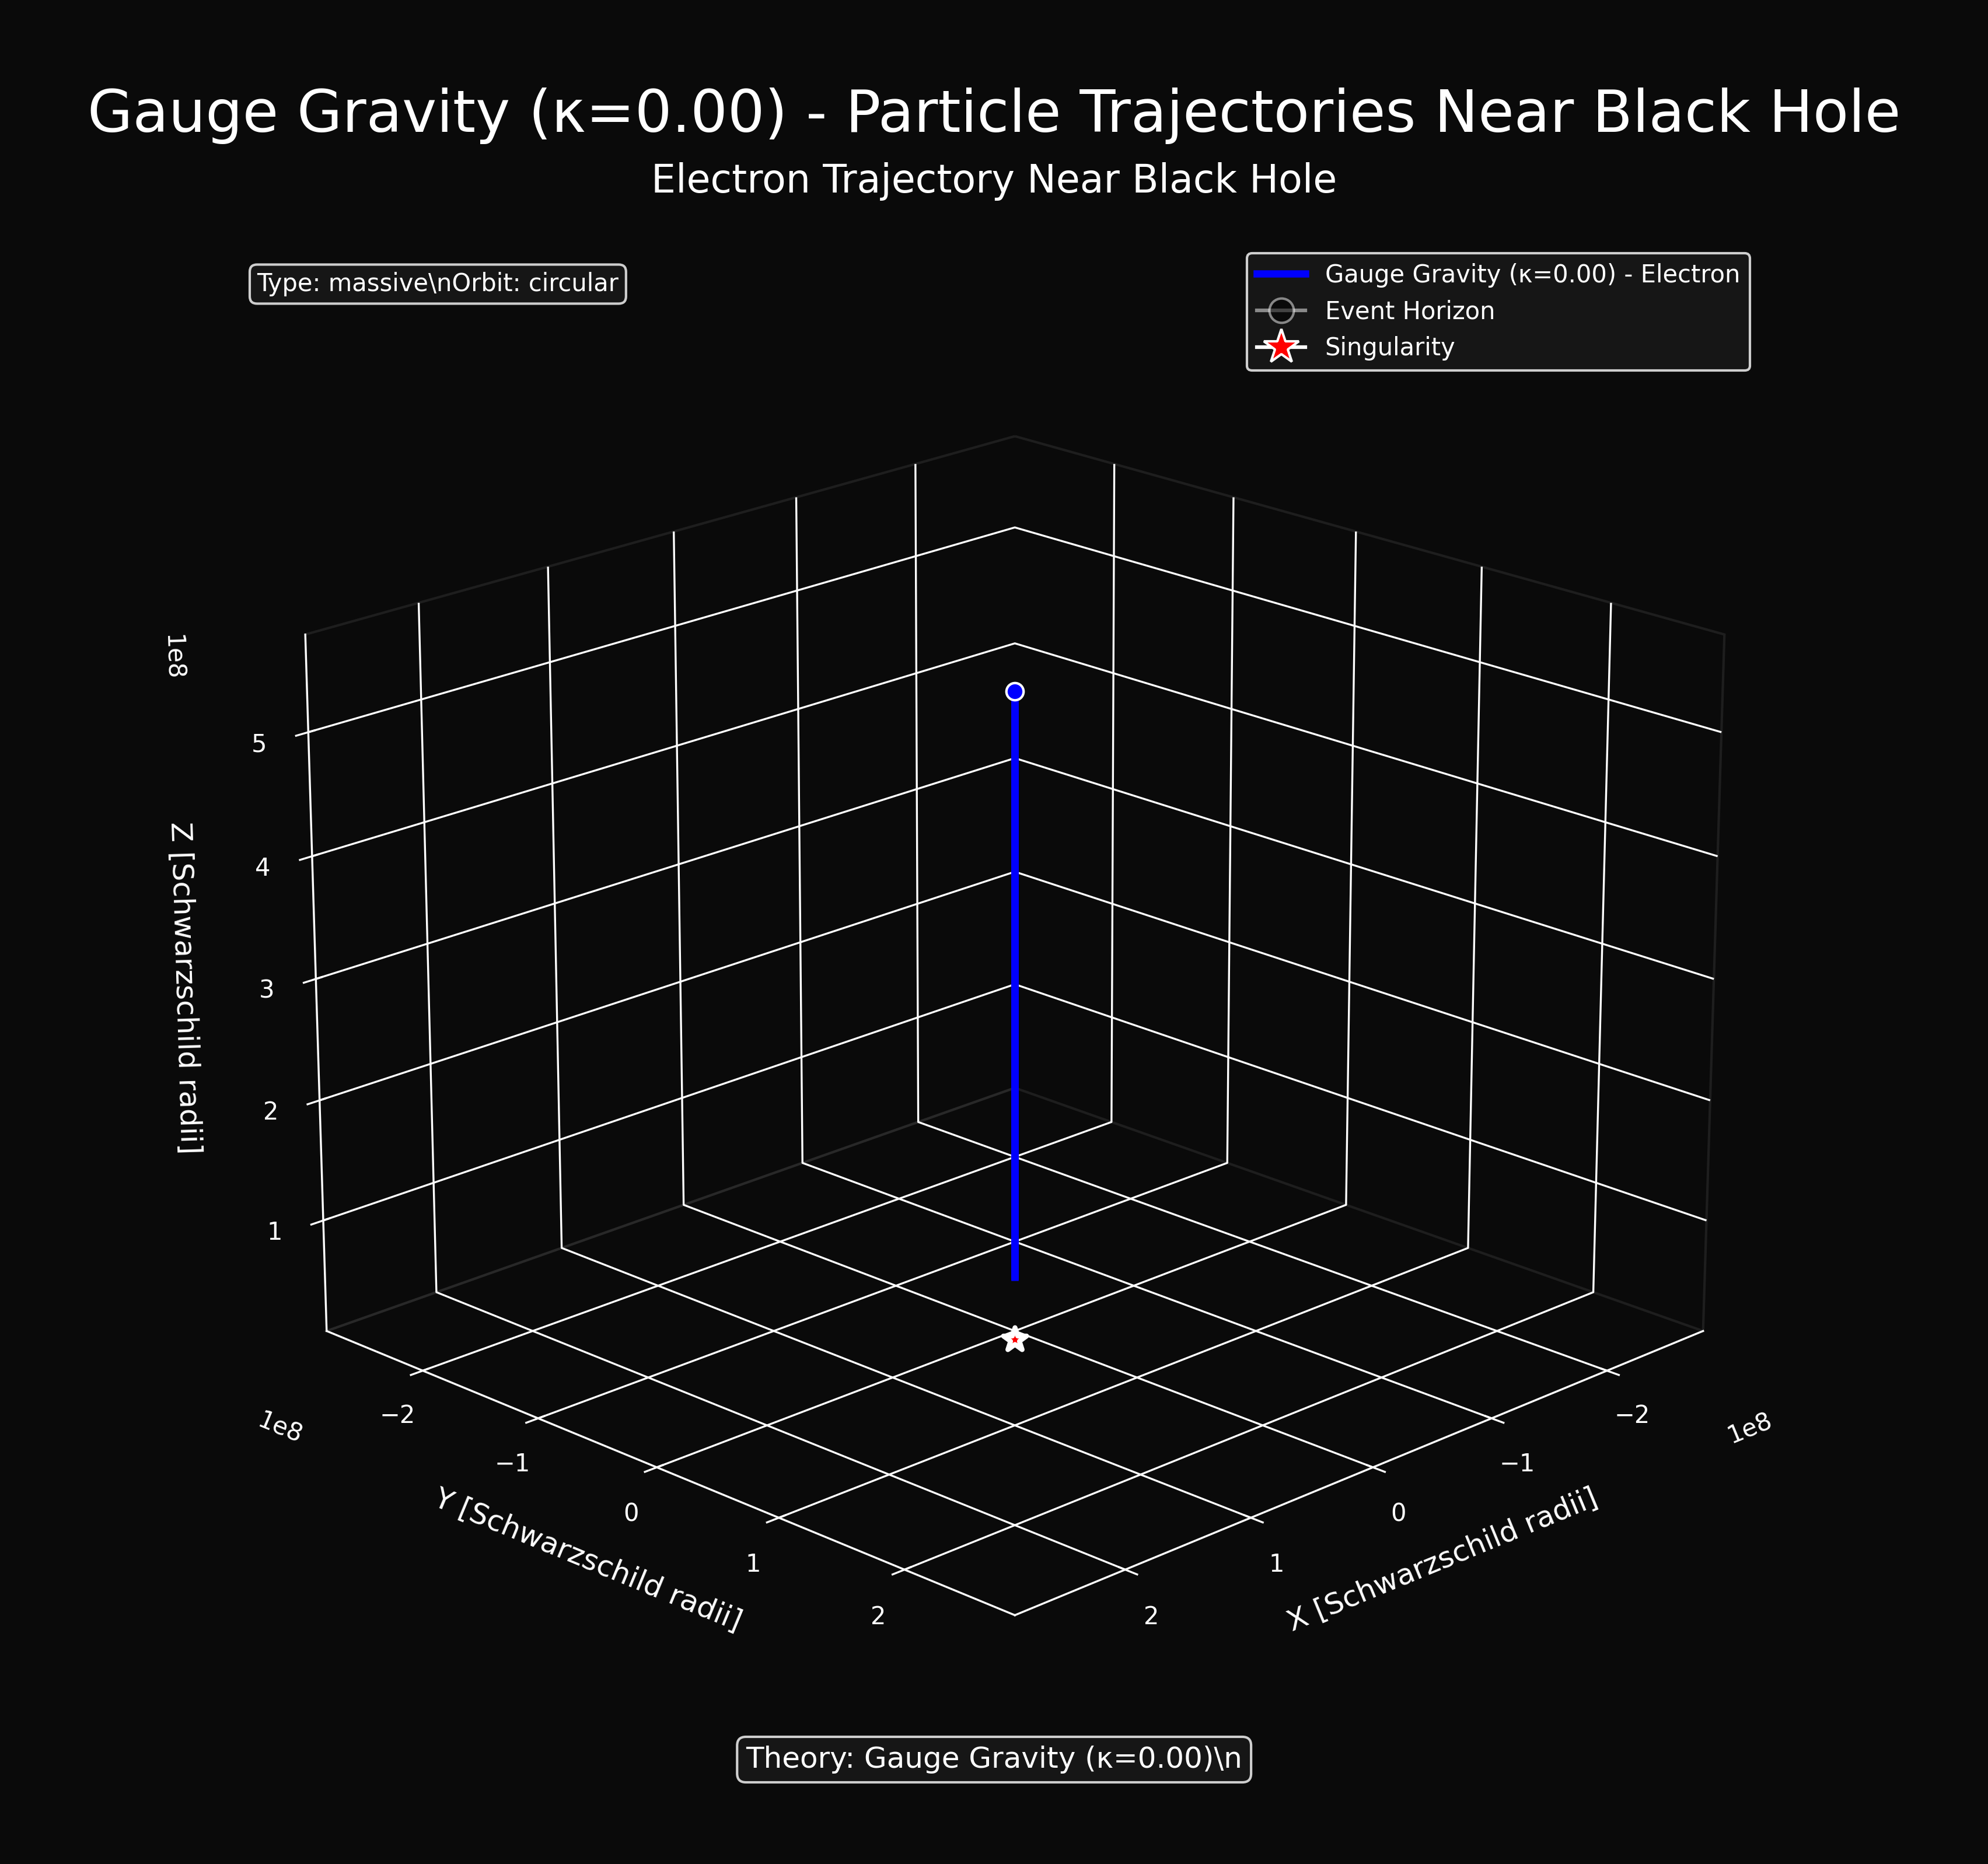 Gauge Gravity (κ=0.00) - Particle Trajectories Near Black Hole
Electron Trajectory Near Black Hole
Type: massive\nOrbit: circular
Gauge Gravity (κ=0.00) - Electron
Event Horizon
Singularity
1e8
5
4
3
2
1
Z [Schwarzschild radii]
1e8
−2
−1
0
1
2
Y [Schwarzschild radii]
1e8
−2
−1
0
1
2
X [Schwarzschild radii]
Theory: Gauge Gravity (κ=0.00)\n